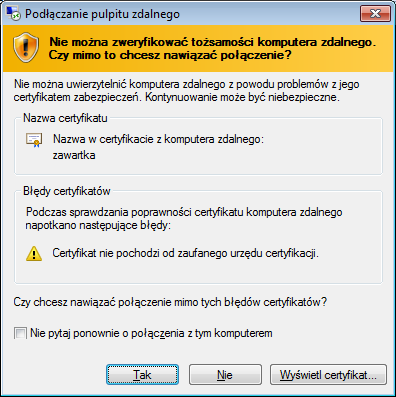 Podłączanie pulpitu zdalnego
Nie można zweryfikować tożsamości komputera zdalnego.
Czy mimo to chcesz nawiązać połączenie?
Nie można uwierzytelnić komputera zdalnego z powodu problemów z jego
certyfikatem zabezpieczeń. Kontynuowanie może być niebezpieczne.
Nazwa certyfikatu
Nazwa w certyfikacie z komputera zdalnego:
zawartka
Błędy certyfikatów
Podczas sprawdzania poprawności certyfikatu komputera zdalnego
napotkano następujące błędy:
Certyfikat nie pochodzi od zaufanego urzędu certyfikacji.
Czy chcesz nawiązać połączenie mimo tych błędów certyfikatów?
Nie pytaj ponownie o połączenia z tym komputerem
Tak
Nie
Wyświetl certyfikat...